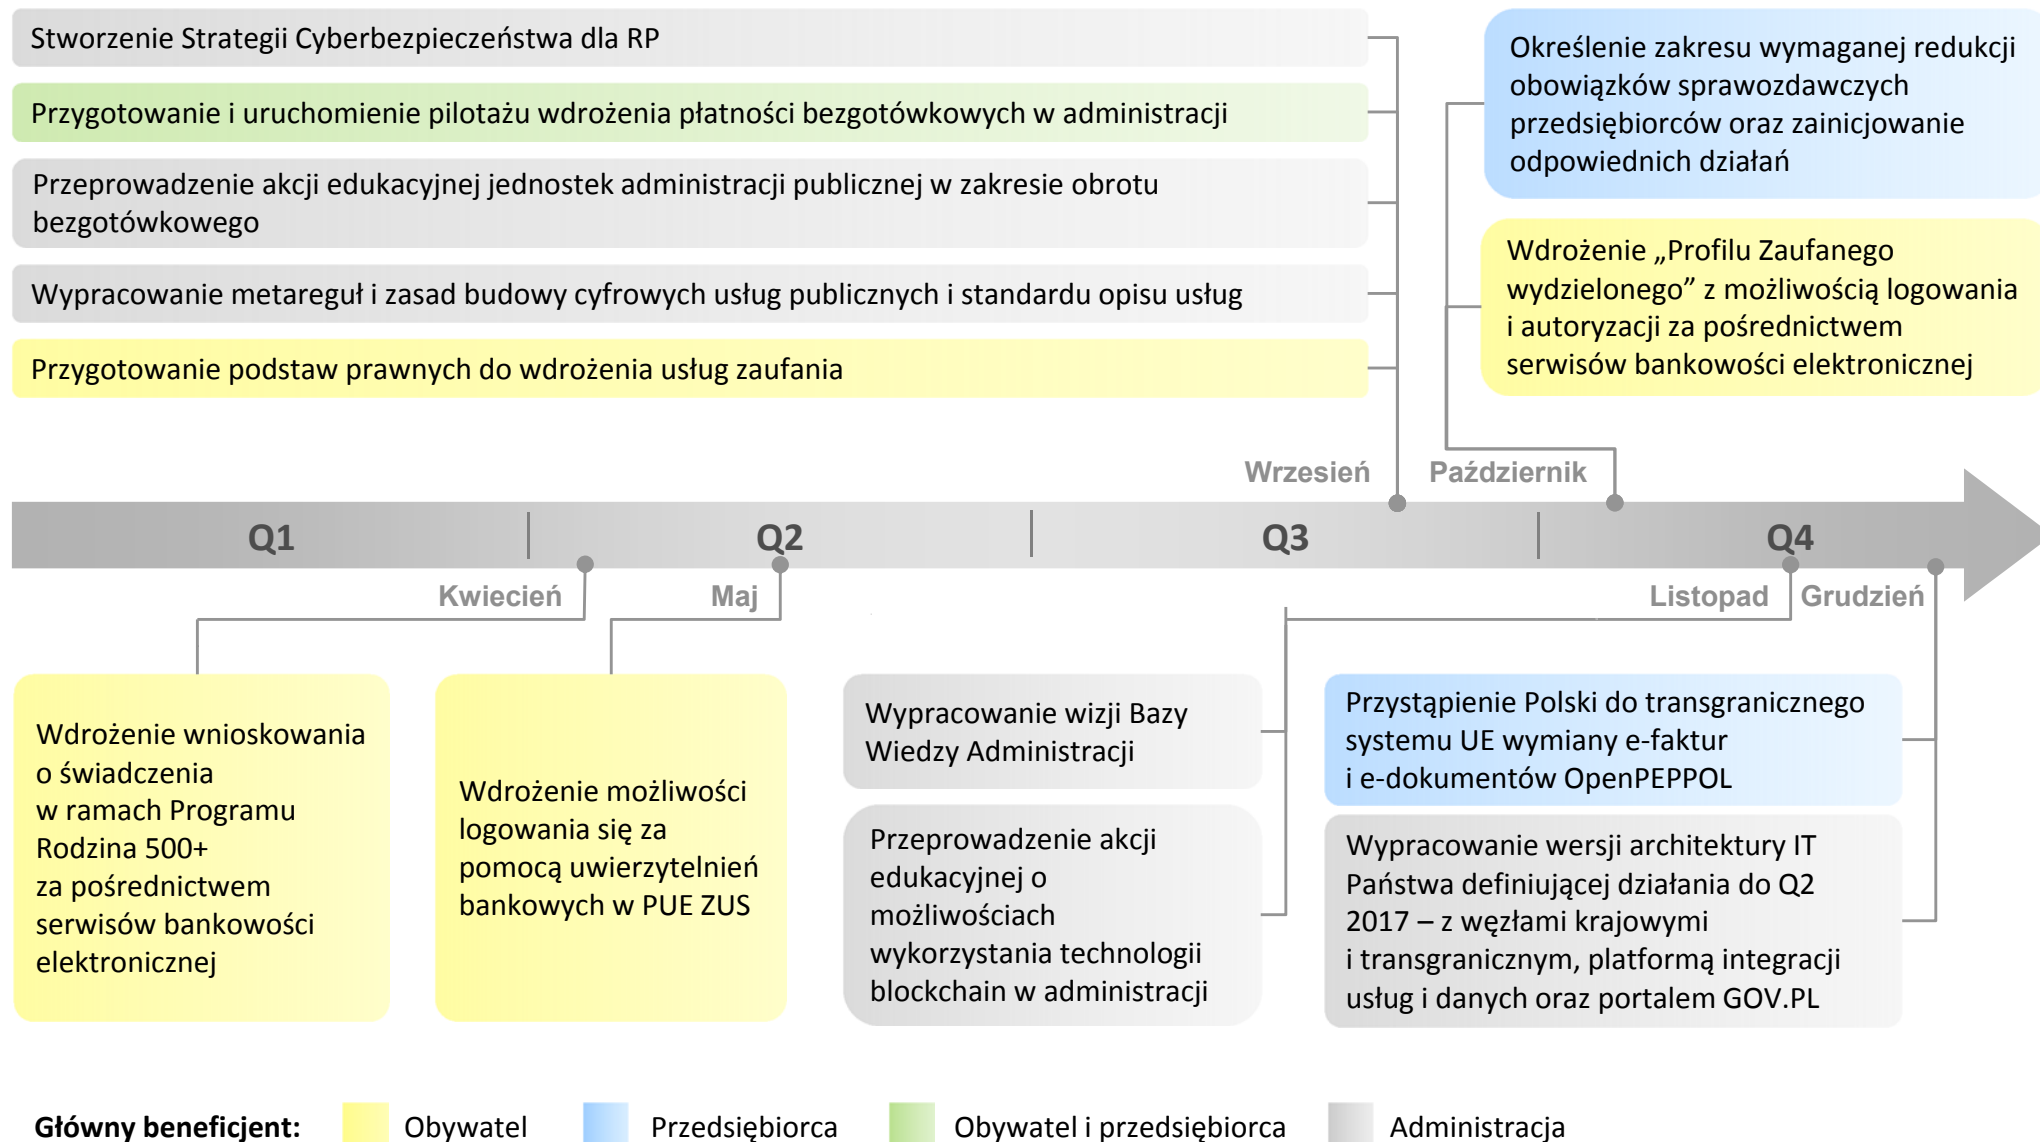 Stworzenie Strategii Cyberbezpieczeństwa dla RP
Przygotowanie i uruchomienie pilotażu wdrożenia płatności bezgotówkowych w administracji
Przeprowadzenie akcji edukacyjnej jednostek administracji publicznej w zakresie obrotu
bezgotówkowego
Wypracowanie metareguł i zasad budowy cyfrowych usług publicznych i standardu opisu usług
Przygotowanie podstaw prawnych do wdrożenia usług zaufania
Określenie zakresu wymaganej redukcji
obowiązków sprawozdawczych
przedsiębiorców oraz zainicjowanie
odpowiednich działań
Wdrożenie „Profilu Zaufanego
wydzielonego” z możliwością logowania
i autoryzacji za pośrednictwem
serwisów bankowości elektronicznej
Wrzesień
Październik
Q1
Q2
Q3
Q4
Kwiecień
Maj
Listopad
Grudzień
Wdrożenie wnioskowania
o świadczenia
w ramach Programu
Rodzina 500+
za pośrednictwem
serwisów bankowości
elektronicznej
Wdrożenie możliwości
logowania się za
pomocą uwierzytelnień
bankowych w PUE ZUS
Wypracowanie wizji Bazy
Wiedzy Administracji
Przeprowadzenie akcji
edukacyjnej o
możliwościach
wykorzystania technologii
blockchain w administracji
Przystąpienie Polski do transgranicznego
systemu UE wymiany e-faktur
i e-dokumentów OpenPEPPOL
Wypracowanie wersji architektury IT
Państwa definiującej działania do Q2
2017 – z węzłami krajowymi
i transgranicznym, platformą integracji
usług i danych oraz portalem GOV.PL
Główny beneficjent:
Obywatel
Przedsiębiorca
Obywatel i przedsiębiorca
Administracja